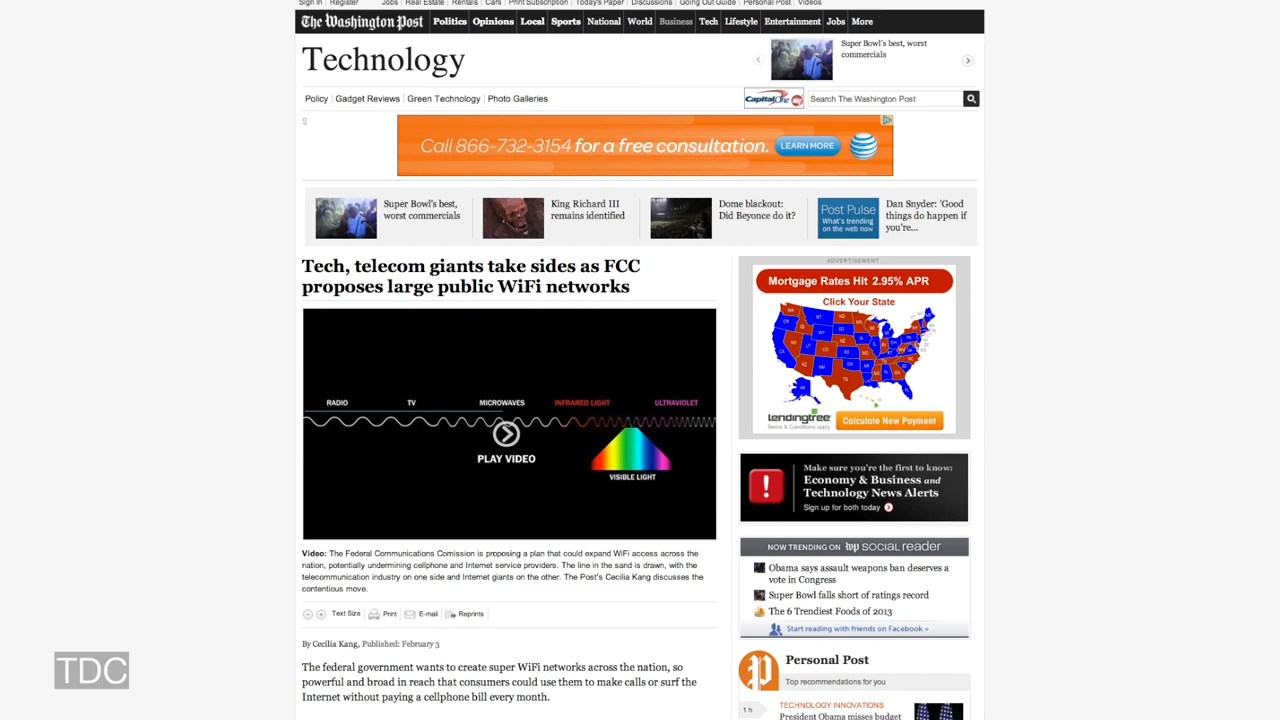 Sign In Register Jobs Real Estate Rentals Cars Print Subscription Today's Paper Discussions Going Out Guide Personal Post Videos
The Washington Post Politics Opinions Local Sports National World Business Tech Lifestyle Entertainment Jobs More
Technology
Super Bowl's best, worst
commercials
Policy Gadget Reviews Green Technology Photo Galleries
Capital One
Search The Washington Post
Call 866-732-3154 for a free consultation. LEARN MORE
Super Bowl's best,
worst commercials
King Richard III
remains identified
Dome blackout:
Did Beyonce do it?
Post Pulse
What's trending
on the web now
Dan Snyder: 'Good
things do happen if
you're...
Tech, telecom giants take sides as FCC
proposes large public WiFi networks
RADIO TV MICROWAVES INFRARED LIGHT ULTRAVIOLET
PLAY VIDEO
VISIBLE LIGHT
Video: The Federal Communications Comission is proposing a plan that could expand WiFi access across the
nation, potentially undermining cellphone and Internet service providers. The line in the sand is drawn, with the
telecommunication industry on one side and Internet giants on the other. The Post's Cecilia Kang discusses the
contentious move.
Text Size Print E-mail Reprints
By Cecilia Kang, Published: February 3
The federal government wants to create super WiFi networks across the nation, so
powerful and broad in reach that consumers could use them to make calls or surf the
Internet without paying a cellphone bill every month.
ADVERTISEMENT
Mortgage Rates Hit 2.95% APR
Click Your State
lendingtree
Terms & Conditions apply
Calculate New Payment
Make sure you're the first to know:
Economy & Business and
Technology News Alerts
Sign up for both today
NOW TRENDING ON wp SOCIAL READER
Obama says assault weapons ban deserves a
vote in Congress
Super Bowl falls short of ratings record
The 6 Trendiest Foods of 2013
Start reading with friends on Facebook »
Personal Post
Top recommendations for you
1 h
TECHNOLOGY INNOVATIONS
President Obama misses budget
TDC